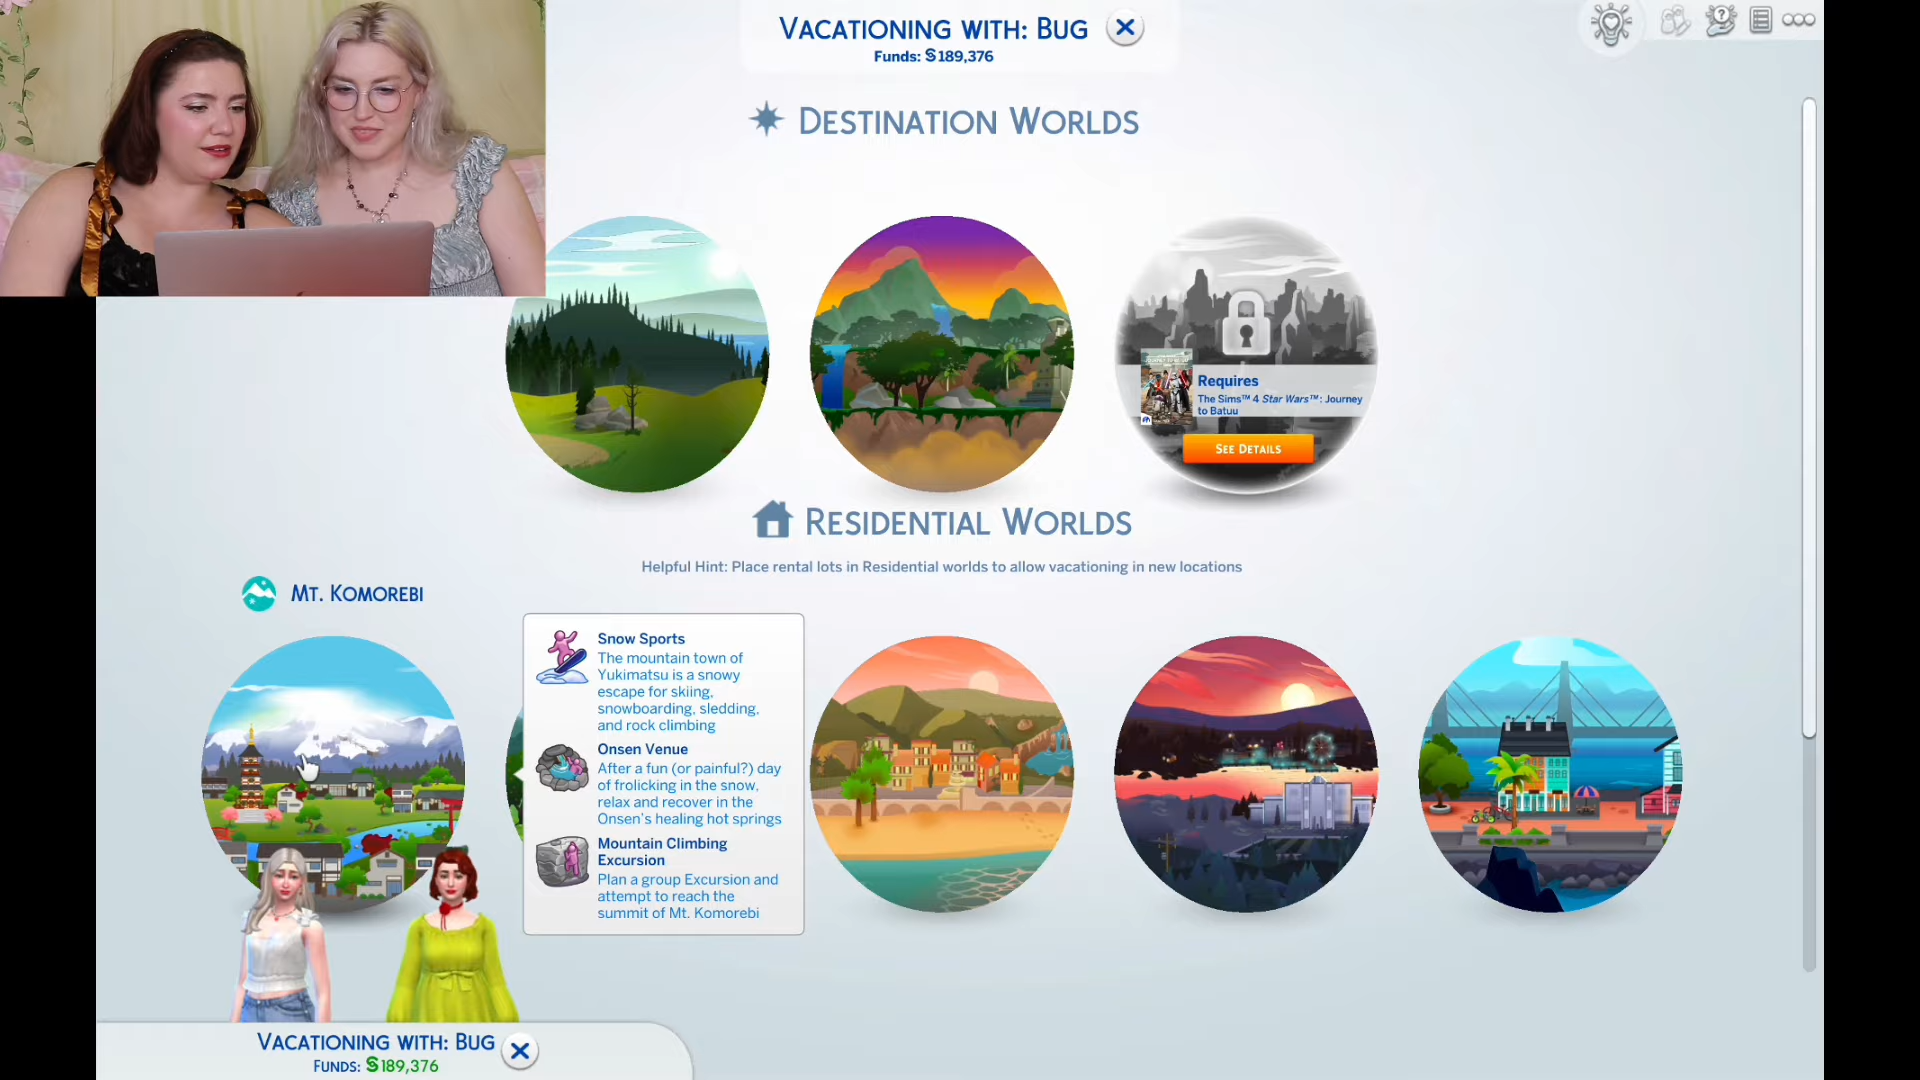 VACATIONING WITH: BUG
Funds: §189,376
DESTINATION WORLDS
Requires
The Sims™ 4 Star Wars™: Journey
to Batuu
SEE DETAILS
RESIDENTIAL WORLDS
Helpful Hint: Place rental lots in Residential worlds to allow vacationing in new locations
MT. KOMOREBI
Snow Sports
The mountain town of
Yukimatsu is a snowy
escape for skiing,
snowboarding, sledding,
and rock climbing
Onsen Venue
After a fun (or painful?) day
of frolicking in the snow,
relax and recover in the
Onsen's healing hot springs
Mountain Climbing
Excursion
Plan a group Excursion and
attempt to reach the
summit of Mt. Komorebi
VACATIONING WITH: BUG
FUNDS: §189,376